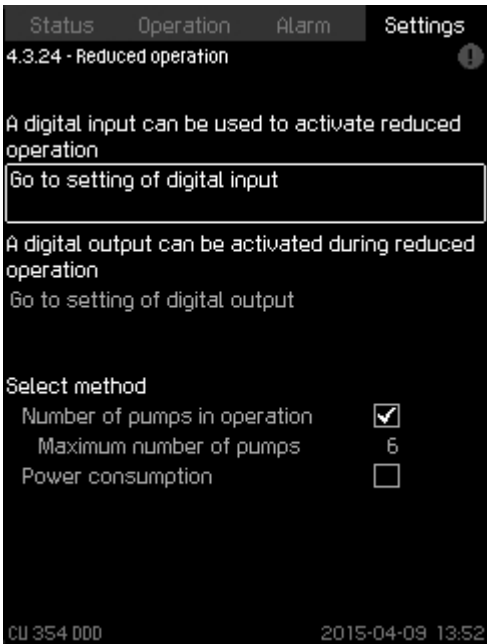 Status Operation Alarm Settings
4.3.24 - Reduced operation
A digital input can be used to activate reduced
operation
Go to setting of digital input
A digital output can be activated during reduced
operation
Go to setting of digital output
Select method
Number of pumps in operation
Maximum number of pumps 6
Power consumption
CU 354 DDD 2015-04-09 13:52